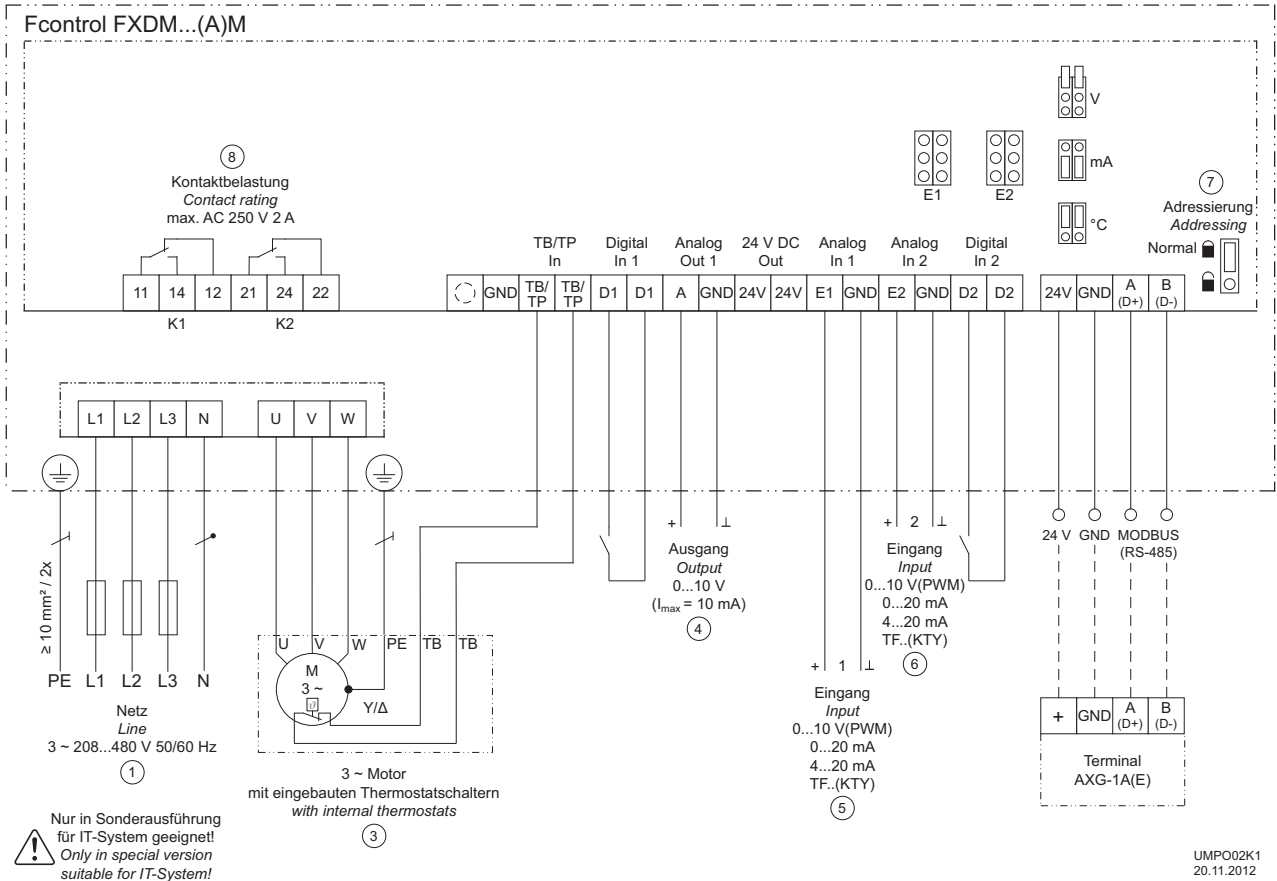 Fcontrol FXDM...(A)M
V
mA
°C
E1
E2
8
Kontaktbelastung
Contact rating
max. AC 250 V 2 A
7
Adressierung
Addressing
Normal
TB/TP
In
Digital
In 1
Analog
Out 1
24 V DC
Out
Analog
In 1
Analog
In 2
Digital
In 2
11 14 12 21 24 22
K1 K2
GND TB/TP TB/TP D1 D1 A GND 24V 24V E1 GND E2 GND D2 D2
24V GND A (D+) B (D-)
L1 L2 L3 N
U V W
≥ 10 mm² / 2x
PE L1 L2 L3 N
Netz
Line
3 ~ 208...480 V 50/60 Hz
1
U V W PE TB TB
M
3 ~
ϑ
Y/Δ
3 ~ Motor
mit eingebauten Thermostatschaltern
with internal thermostats
3
+ ⊥
Ausgang
Output
0...10 V
(Imax = 10 mA)
4
+ 1 ⊥
Eingang
Input
0...10 V(PWM)
0...20 mA
4...20 mA
TF..(KTY)
5
+ 2 ⊥
Eingang
Input
0...10 V(PWM)
0...20 mA
4...20 mA
TF..(KTY)
6
24 V GND MODBUS
(RS-485)
+ GND A (D+) B (D-)
Terminal
AXG-1A(E)
Nur in Sonderausführung
für IT-System geeignet!
Only in special version
suitable for IT-System!
UMPO02K1
20.11.2012